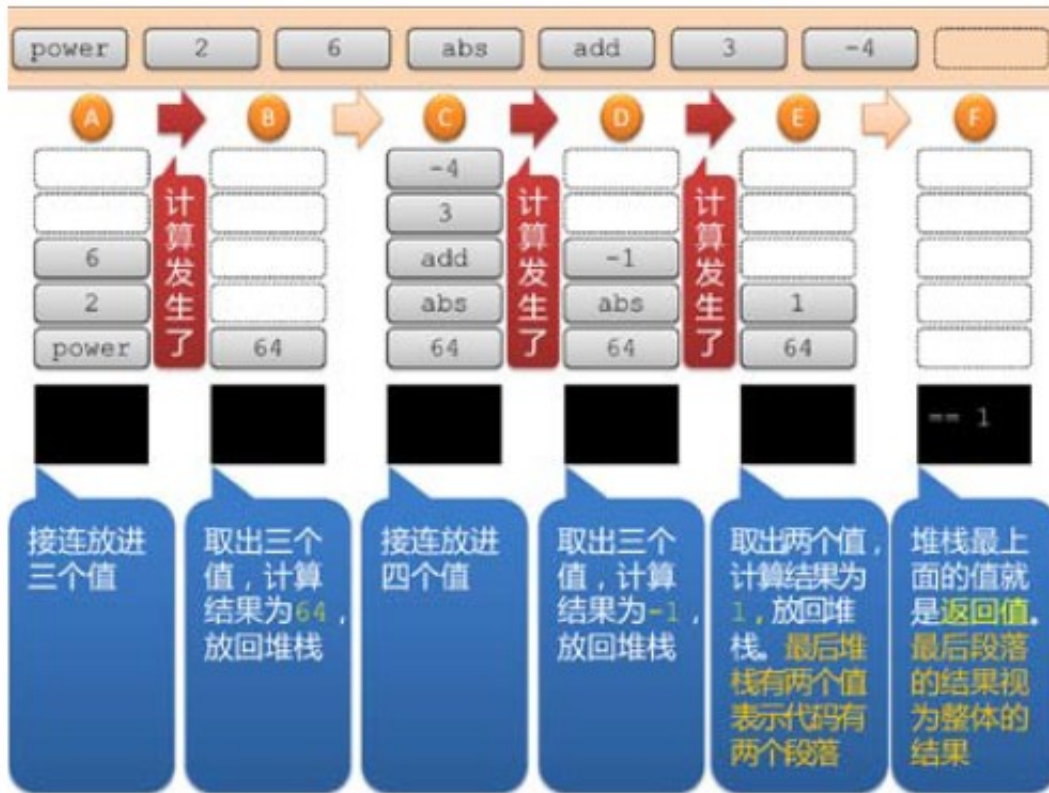 power 2 6 abs add 3 -4
A B C D E F
6
2
power
计算发生了
64
-4
3
add
abs
64
计算发生了
-1
abs
64
计算发生了
1
64
== 1
接连放进
三个值
取出三个
值，计算
结果为64，
放回堆栈
接连放进
四个值
取出三个
值，计算
结果为-1，
放回堆栈
取出两个值，
计算结果为
1，放回堆
栈。最后堆
栈有两个值
表示代码有
两个段落
堆栈最上
面的值就
是返回值。
最后段落
的结果视
为整体的
结果